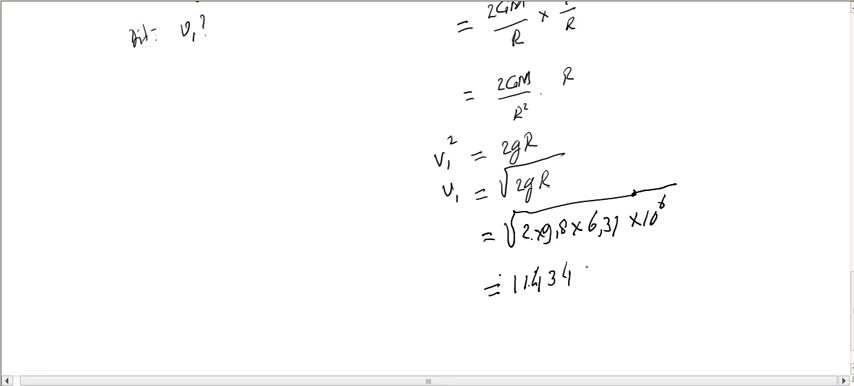 Dit = v₁?
= 2GM/R × 1/R
= 2GM/R² . R
v₁² = 2gR
v₁ = √2gR
= √2 × 9,8 × 6,37 × 10⁶
= 11.434